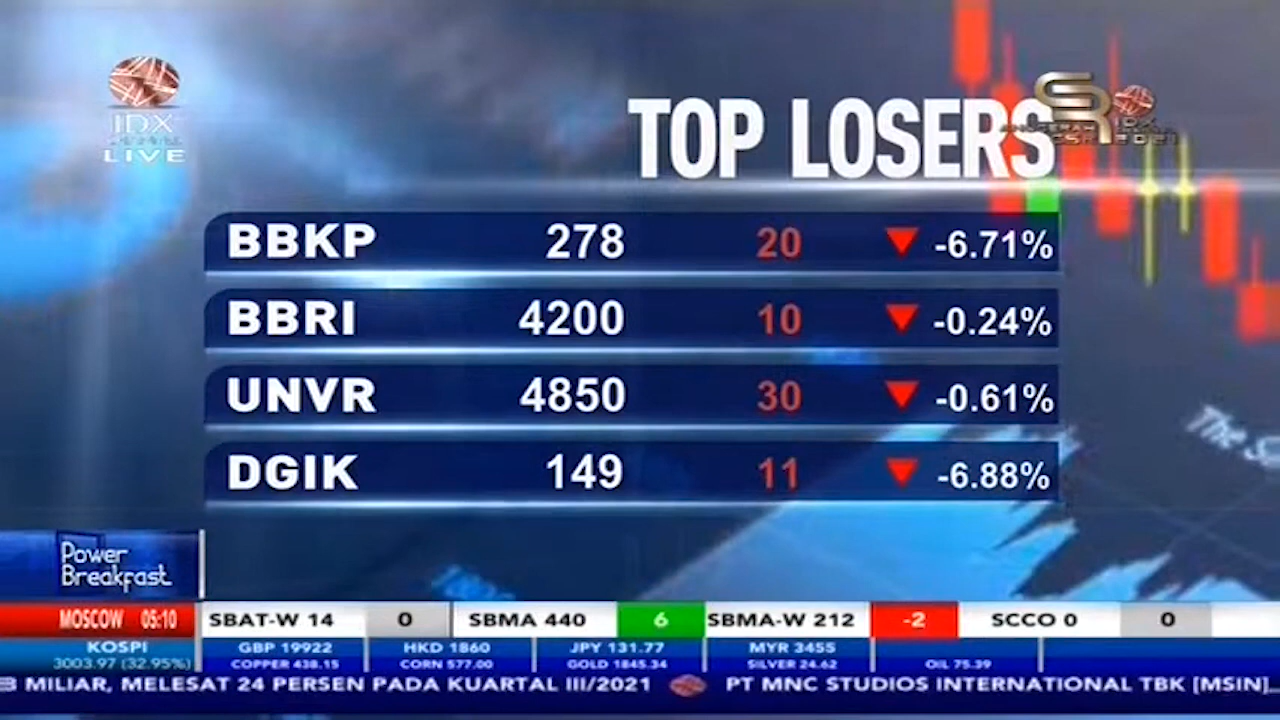 IDX
LIVE
TOP LOSERS
BBKP 278 20 -6.71%
BBRI 4200 10 -0.24%
UNVR 4850 30 -0.61%
DGIK 149 11 -6.88%
Power
Breakfast
MOSCOW 05:10 SBAT-W 14 0 SBMA 440 6 SBMA-W 212 -2 SCCO 0 0
KOSPI GBP 19922 HKD 1860 JPY 131.77 MYR 3455
3003.97 (32.95%) COPPER 438.15 CORN 577.00 GOLD 1845.34 SILVER 24.62 OIL 75.39
MILIAR, MELESAT 24 PERSEN PADA KUARTAL III/2021 PT MNC STUDIOS INTERNATIONAL TBK [MSIN]